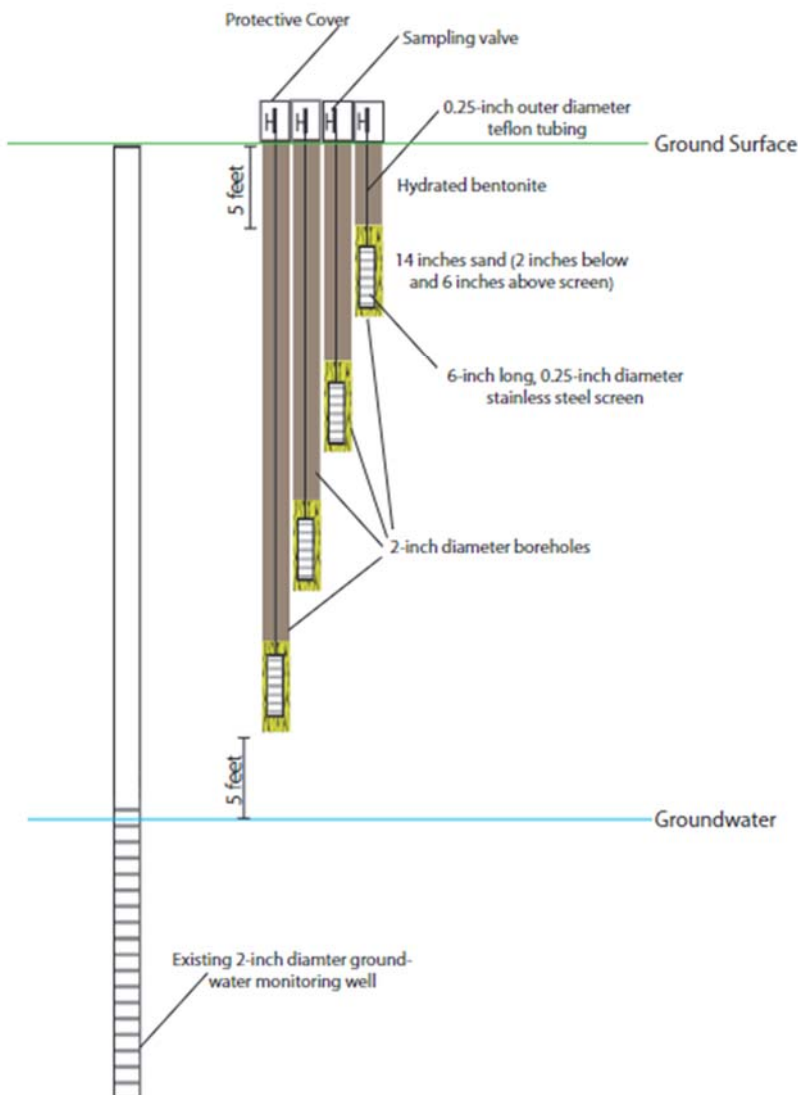 Protective Cover
Sampling valve
0.25-inch outer diameter
teflon tubing
Ground Surface
5 feet
Hydrated bentonite
14 inches sand (2 inches below
and 6 inches above screen)
6-inch long, 0.25-inch diameter
stainless steel screen
2-inch diameter boreholes
5 feet
Groundwater
Existing 2-inch diamter ground-
water monitoring well